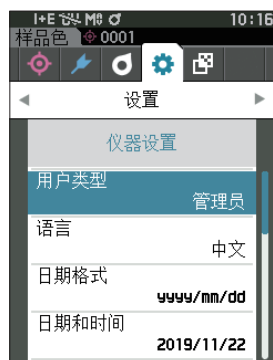 I+E 10:16
样品色 0001
设置
仪器设置
用户类型
管理员
语言
中文
日期格式
yyyy/mm/dd
日期和时间
2019/11/22